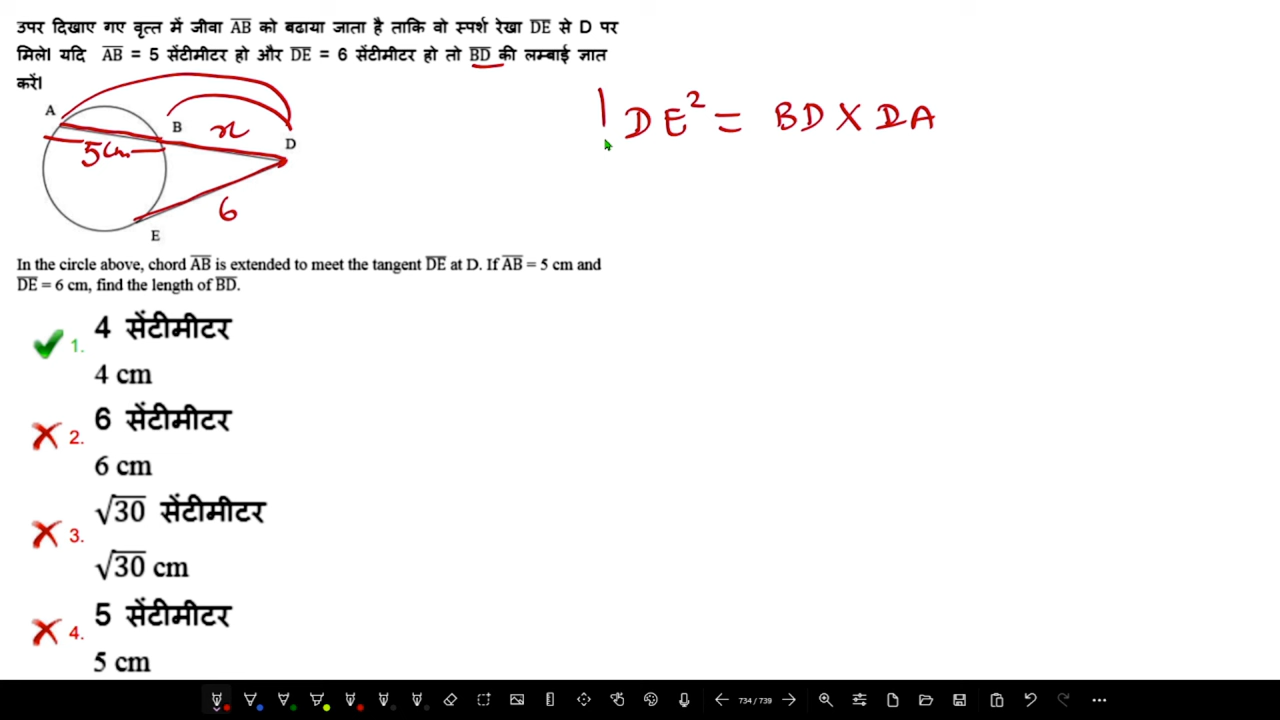 उपर दिखाए गए वृत्त में जीवा AB को बढाया जाता है ताकि वो स्पर्श रेखा DE से D पर
मिले। यदि AB = 5 सेंटीमीटर हो और DE = 6 सेंटीमीटर हो तो BD की लम्बाई ज्ञात
करें।
DE² = BD X DA
A
B
x
D
5cm
6
E
In the circle above, chord AB is extended to meet the tangent DE at D. If AB = 5 cm and
DE = 6 cm, find the length of BD.
1. 4 सेंटीमीटर
4 cm
2. 6 सेंटीमीटर
6 cm
3. √30 सेंटीमीटर
√30 cm
4. 5 सेंटीमीटर
5 cm
734 / 739